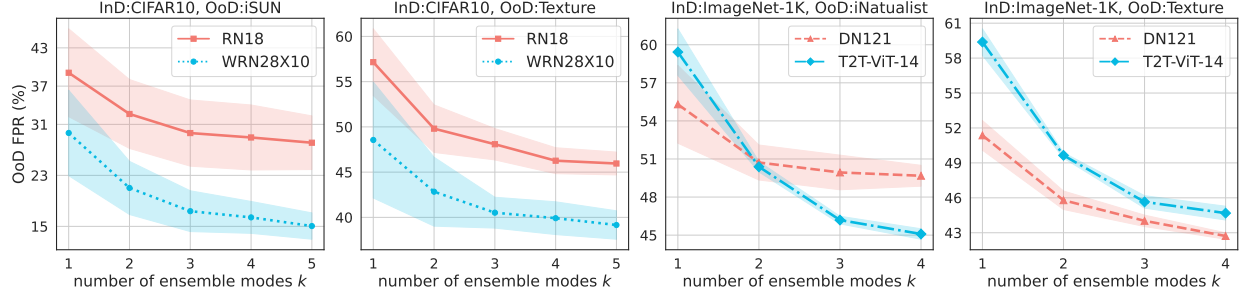 InD:CIFAR10, OoD:iSUN
OoD FPR (%)
43
37
31
23
15
RN18
WRN28X10
1 2 3 4 5
number of ensemble modes k
InD:CIFAR10, OoD:Texture
60
55
50
45
40
RN18
WRN28X10
1 2 3 4 5
number of ensemble modes k
InD:ImageNet-1K, OoD:iNatualist
60
57
54
51
48
45
DN121
T2T-ViT-14
1 2 3 4
number of ensemble modes k
InD:ImageNet-1K, OoD:Texture
61
58
55
52
49
46
43
DN121
T2T-ViT-14
1 2 3 4
number of ensemble modes k